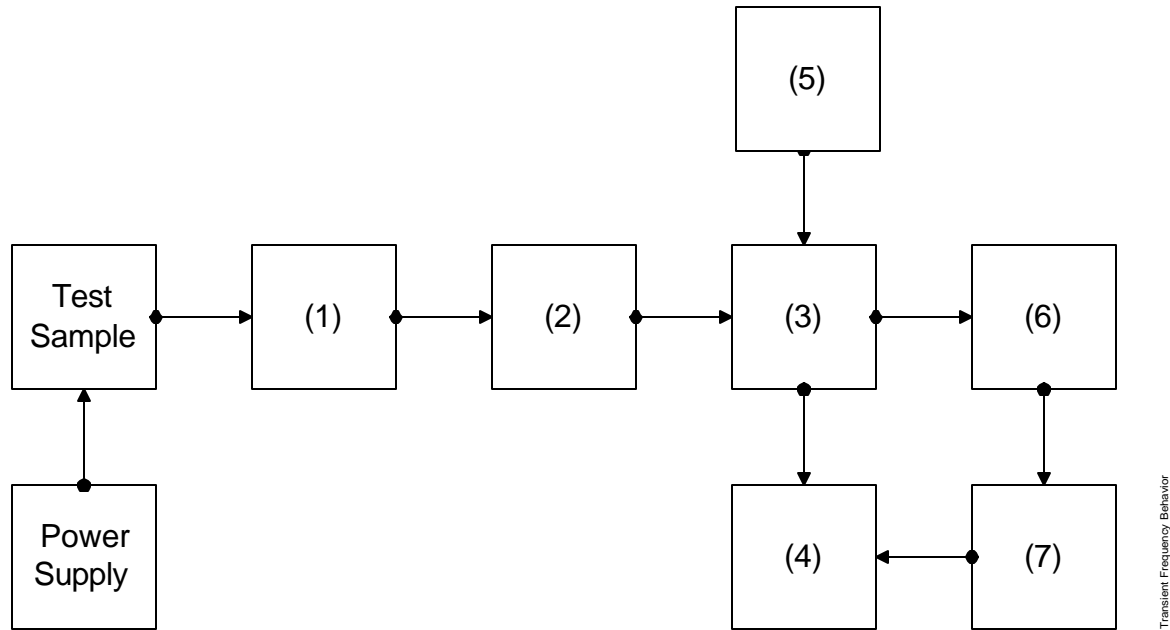 (5)
Test
Sample
(1)
(2)
(3)
(6)
Power
Supply
(4)
(7)
Transient Frequency Behavior